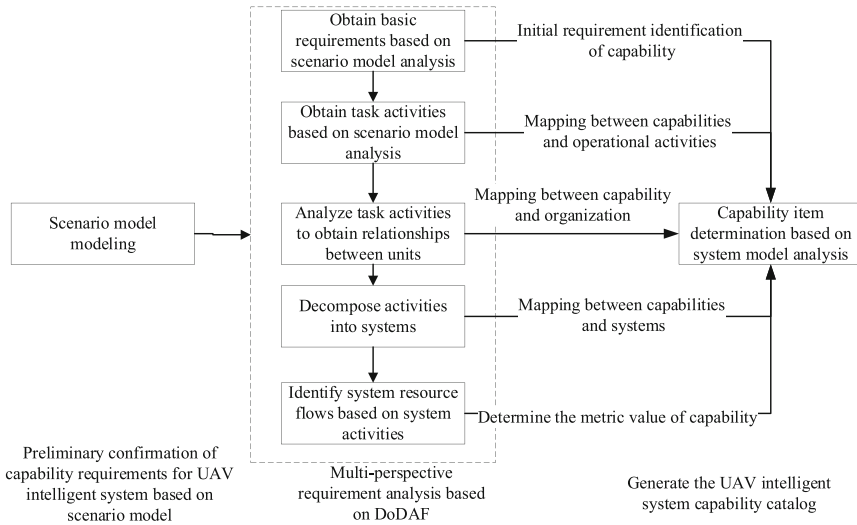 Obtain basic
requirements based on
scenario model analysis
Initial requirement identification
of capability
Obtain task activities
based on scenario model
analysis
Mapping between capabilities
and operational activities
Mapping between capability
and organization
Scenario model
modeling
Analyze task activities
to obtain relationships
between units
Capability item
determination based on
system model analysis
Decompose activities
into systems
Mapping between capabilities
and systems
Identify system resource
flows based on system
activities
Determine the metric value of capability
Preliminary confirmation of
capability requirements for UAV
intelligent system based on
scenario model
Multi-perspective
requirement analysis based
on DoDAF
Generate the UAV intelligent
system capability catalog